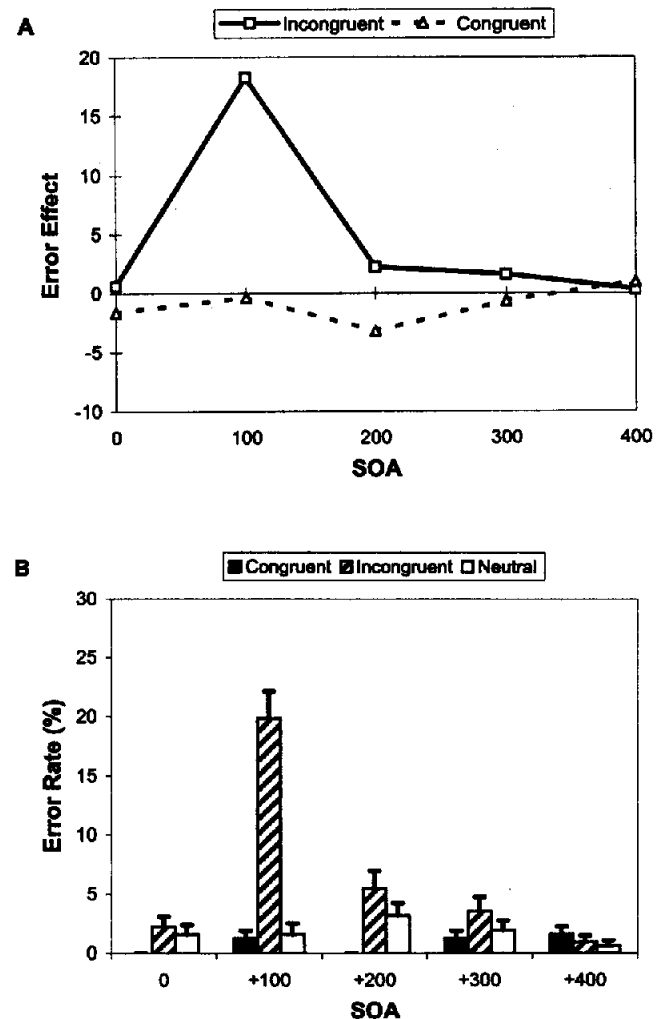 A
Incongruent Congruent
20
15
10
5
0
-5
-10
Error Effect
0 100 200 300 400
SOA
B
Congruent Incongruent Neutral
30
25
20
15
10
5
0
Error Rate (%)
0 +100 +200 +300 +400
SOA